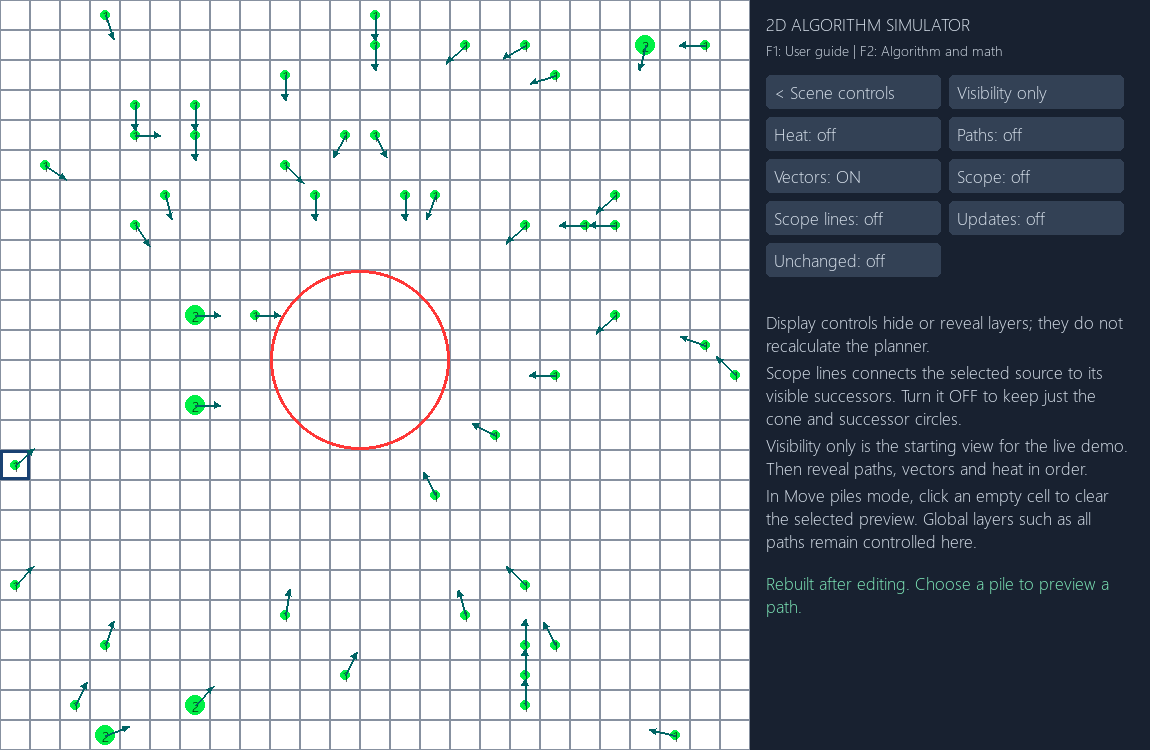 2D ALGORITHM SIMULATOR
F1: User guide | F2: Algorithm and math
< Scene controls
Visibility only
Heat: off
Paths: off
Vectors: ON
Scope: off
Scope lines: off
Updates: off
Unchanged: off
Display controls hide or reveal layers; they do not
recalculate the planner.
Scope lines connects the selected source to its
visible successors. Turn it OFF to keep just the
cone and successor circles.
Visibility only is the starting view for the live demo.
Then reveal paths, vectors and heat in order.
In Move piles mode, click an empty cell to clear
the selected preview. Global layers such as all
paths remain controlled here.
Rebuilt after editing. Choose a pile to preview a
path.
2
2
2
2
2